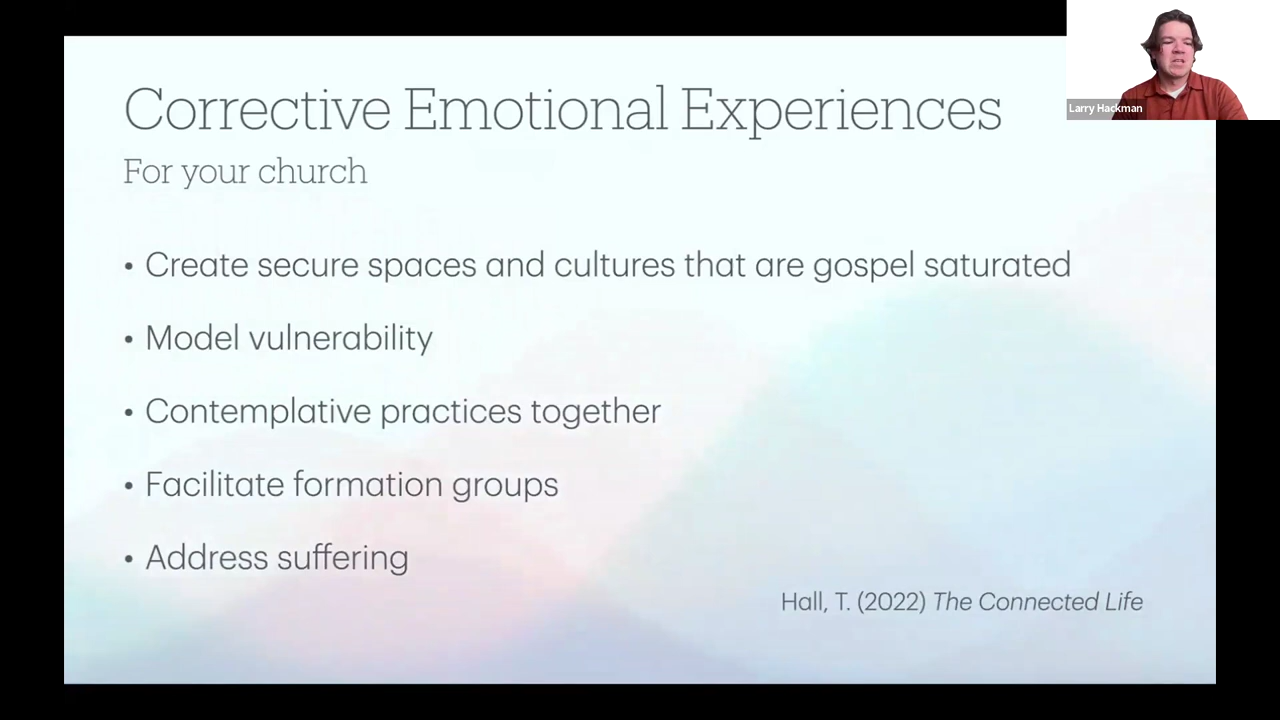 Corrective Emotional Experiences
For your church
• Create secure spaces and cultures that are gospel saturated
• Model vulnerability
• Contemplative practices together
• Facilitate formation groups
• Address suffering
Hall, T. (2022) The Connected Life
Larry Hackman